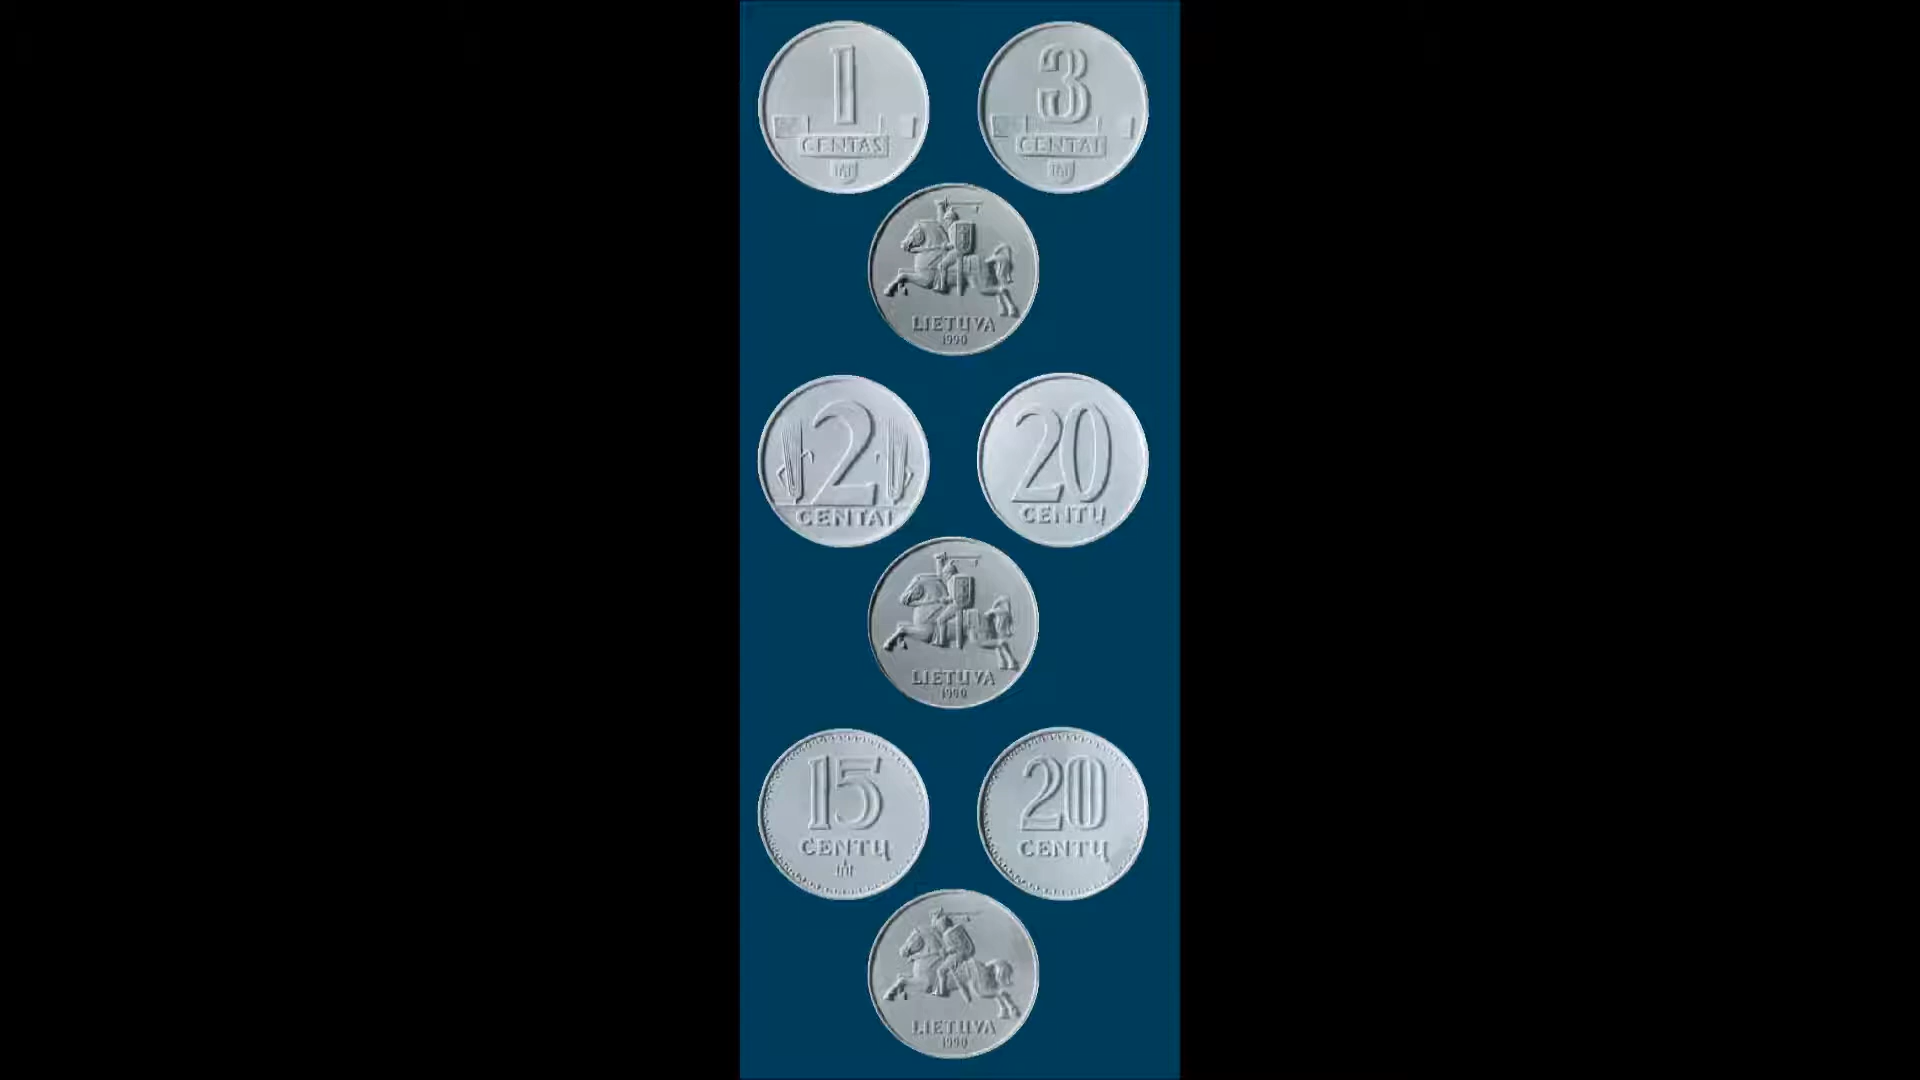 1
CENTAS
3
CENTAI
LIETUVA
1990
2
CENTAI
20
CENTŲ
LIETUVA
1990
15
CENTŲ
20
CENTŲ
LIETUVA
1990